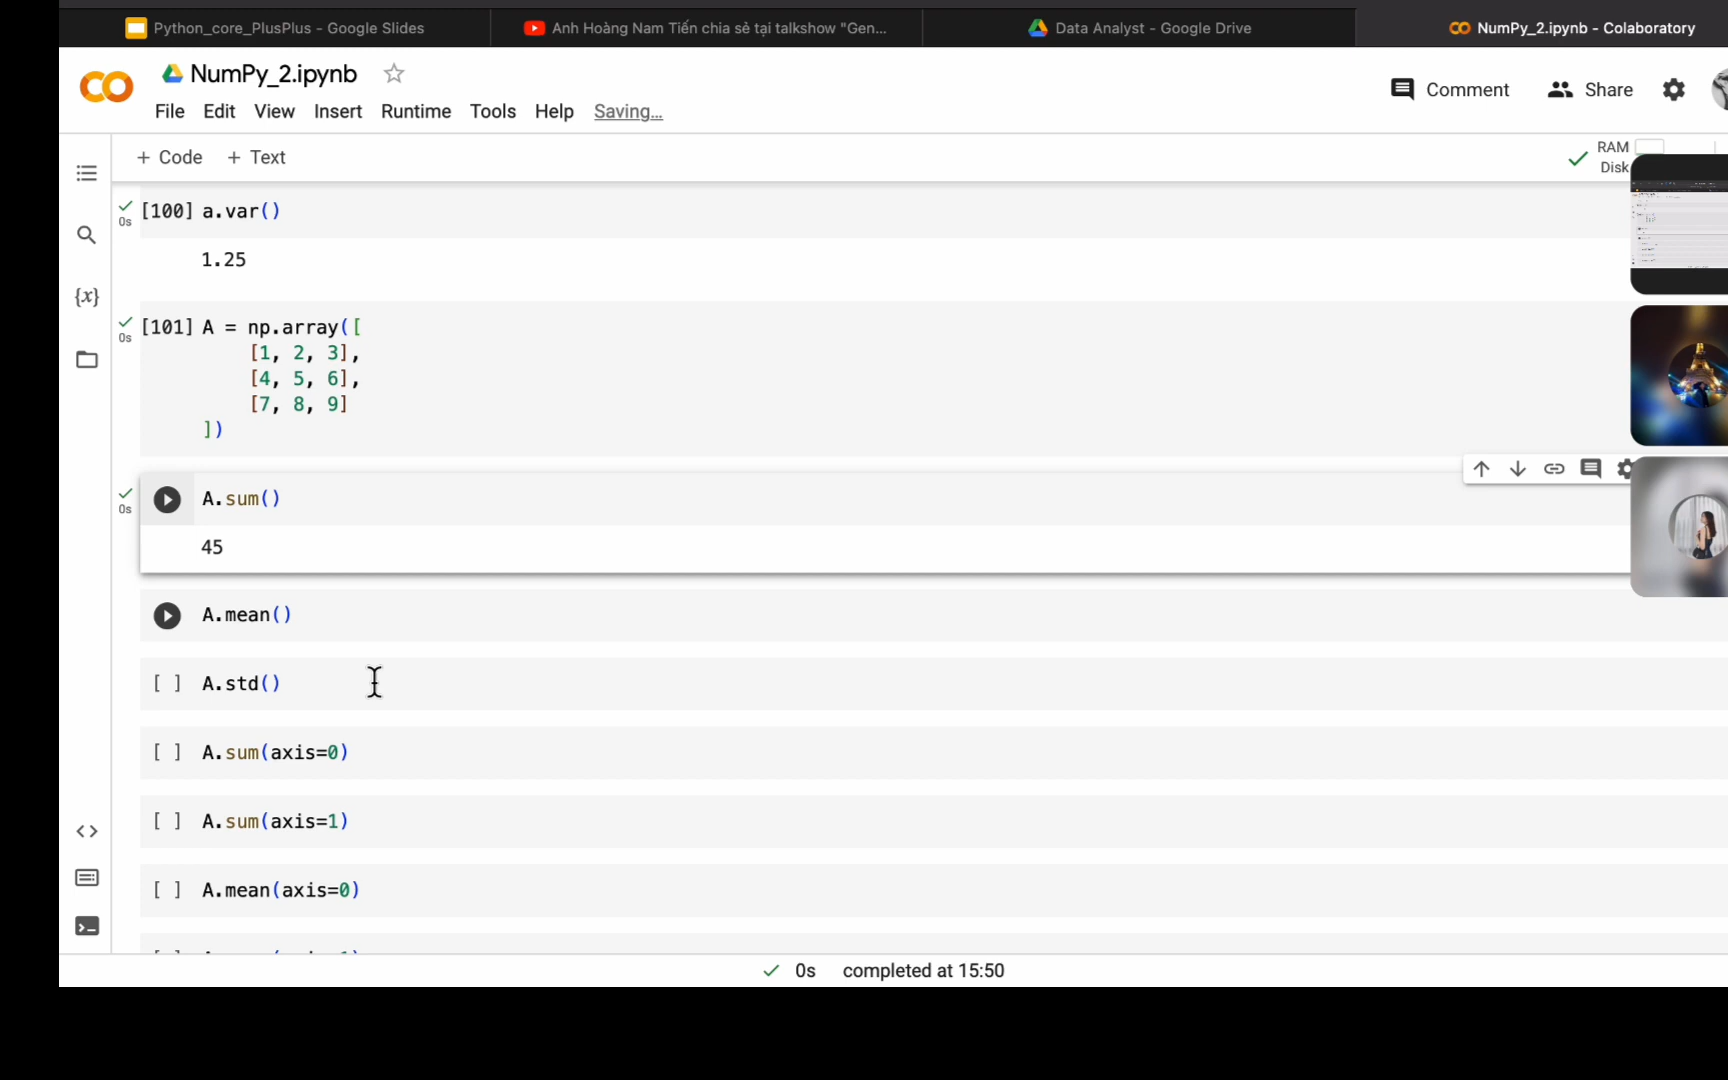 Python_core_PlusPlus - Google Slides
Anh Hoàng Nam Tiến chia sẻ tại talkshow "Gen...
Data Analyst - Google Drive
NumPy_2.ipynb - Colaboratory
NumPy_2.ipynb
Comment
Share
File Edit View Insert Runtime Tools Help Saving...
+ Code + Text
RAM
Disk
[100] a.var()
0s
1.25
[101] A = np.array([
0s
[1, 2, 3],
[4, 5, 6],
[7, 8, 9]
])
A.sum()
0s
45
A.mean()
[ ] A.std()
[ ] A.sum(axis=0)
[ ] A.sum(axis=1)
[ ] A.mean(axis=0)
{x}
0s completed at 15:50